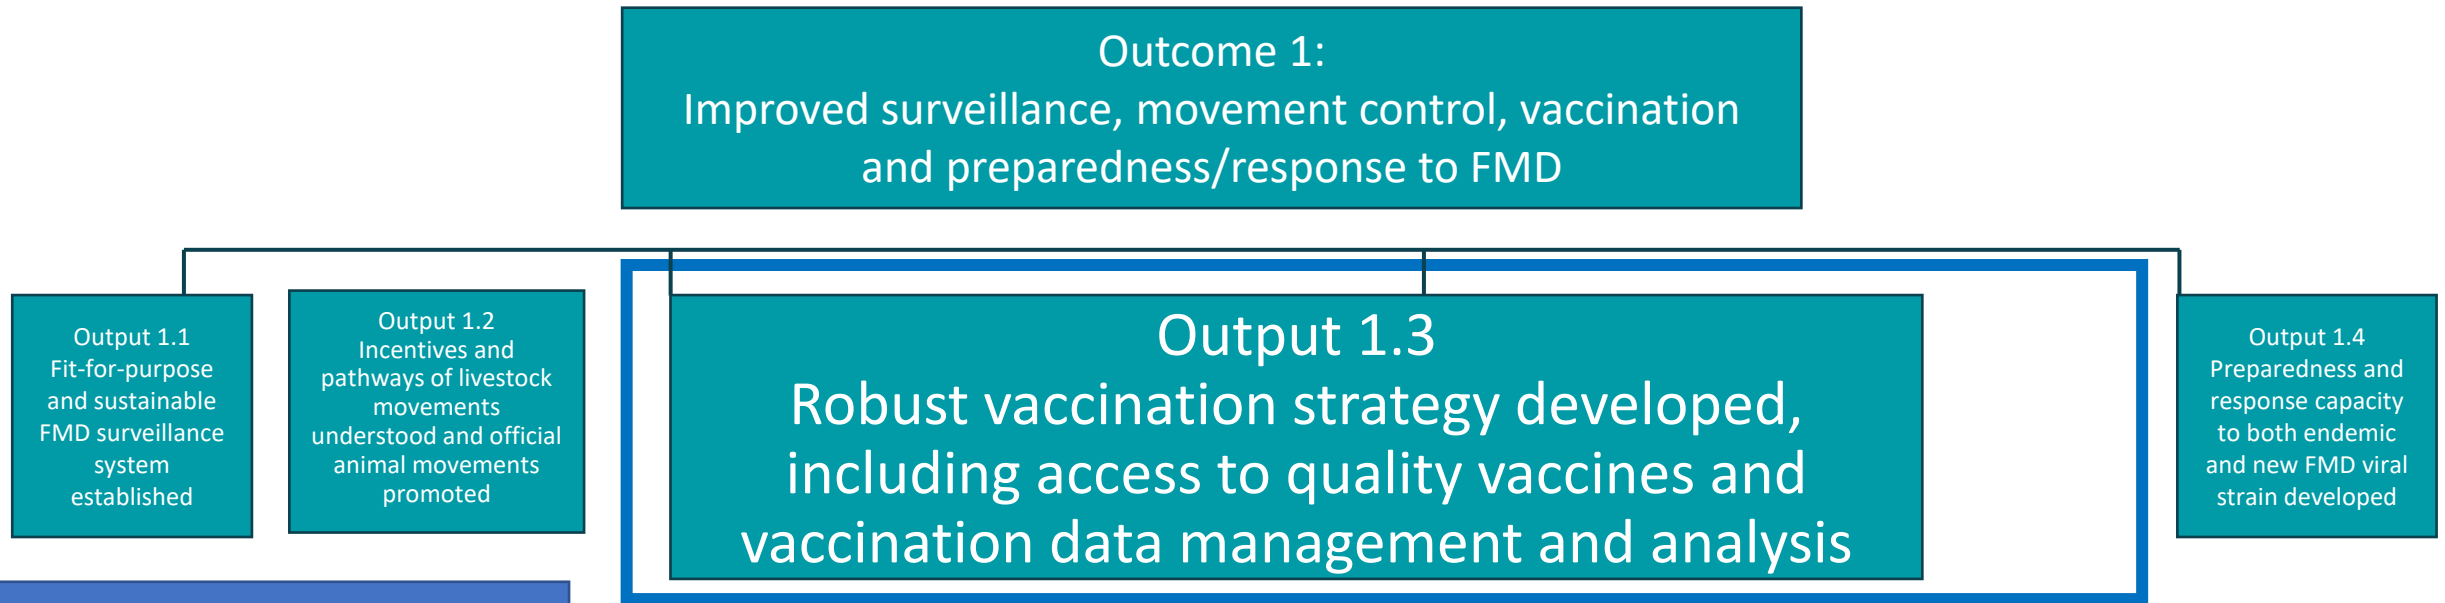 Outcome 1:
Improved surveillance, movement control, vaccination
and preparedness/response to FMD
Output 1.1
Fit-for-purpose
and sustainable
FMD surveillance
system
established
Output 1.2
Incentives and
pathways of livestock
movements
understood and official
animal movements
promoted
Output 1.3
Robust vaccination strategy developed,
including access to quality vaccines and
vaccination data management and analysis
Output 1.4
Preparedness and
response capacity
to both endemic
and new FMD viral
strain developed